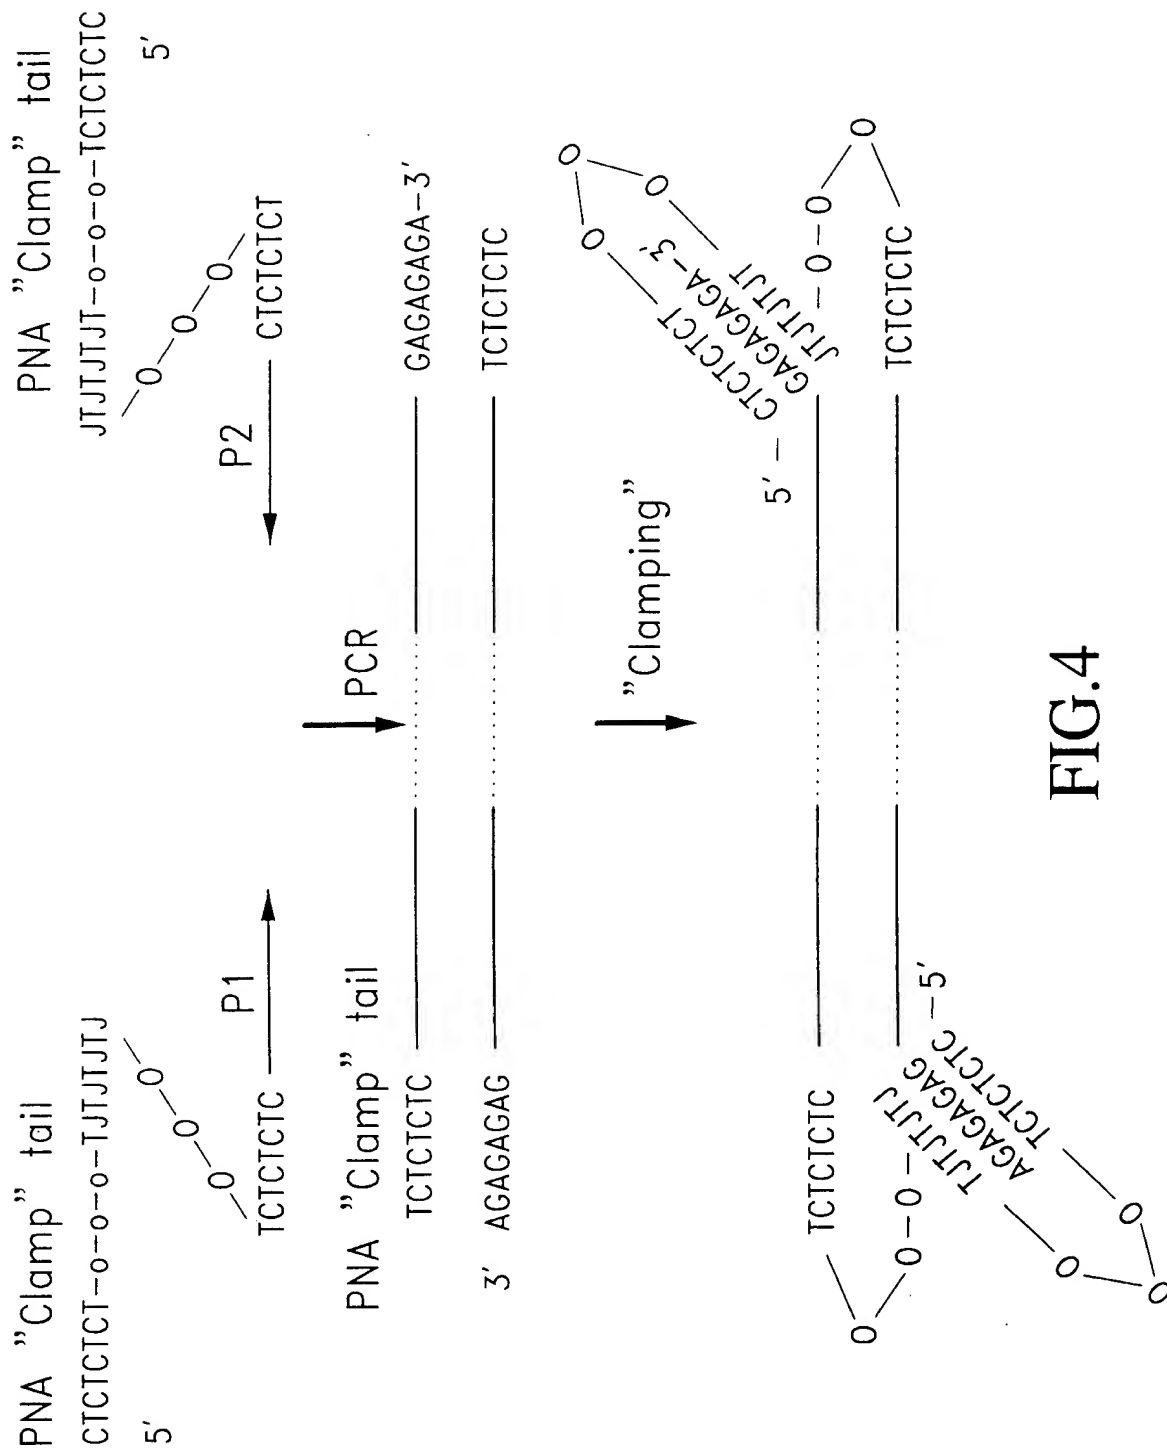 PNA ”Clamp” tail
CTCTCTCT-o-o-o-TJTJTJTJ
5'
O O O
TCTCTCTC
P1
PNA ”Clamp” tail
JTJTJTJT-o-o-o-TCTCTCTC
5'
O O O
P2
CTCTCTCT
PCR
PNA ”Clamp” tail
TCTCTCTC
GAGAGAGA-3'
3' AGAGAGAG
TCTCTCTC
”Clamping”
O O O
5' - CTCTCTCT
GAGAGAGA-3'
JTJTJTJT
TCTCTCTC
-O-O O
O O-O-
TJTJTJTJ
AGAGAGAG
TCTCTCTC -5'
TCTCTCTC
O O O
FIG.4